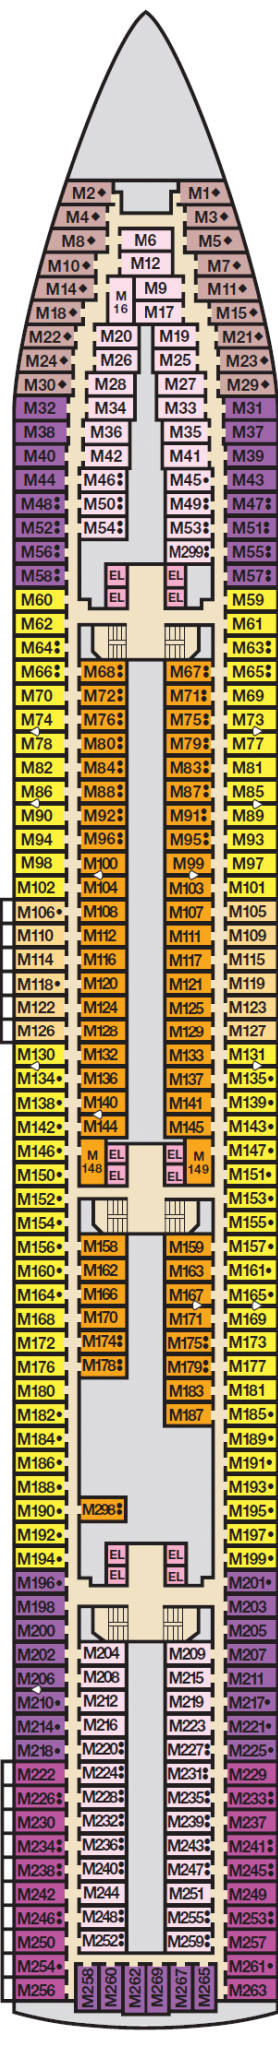 M2◆ M1◆
M4◆ M3◆
M8◆ M6 M5◆
M10◆ M12 M7◆
M14◆ M9 M11◆
M
16
M18◆ M17 M15◆
M22◆ M20 M19 M21◆
M24◆ M26 M25 M23◆
M30◆ M28 M27 M29◆
M32 M34 M33 M31
M38 M36 M35 M37
M40 M42 M41 M39
M44 M46: M45• M43
M48: M50: M49: M47:
M52: M54: M53: M51:
M56: M299: M55:
M58: EL EL M57:
M60 EL EL M59
M62 M61
M64: M63:
M66: M68: M67: M65:
M70 M72: M71: M69
M74 M76: M75: M73
M78 M80: M79: M77
M82 M84: M83: M81
M86 M88: M87: M85
M90 M92: M91: M89
M94 M96: M95: M93
M98 M100 M99 M97
M102 M104 M103 M101
M106• M108 M107 M105
M110 M112 M111 M109
M114 M116 M117 M115
M118• M120 M121 M119
M122 M124 M125 M123
M126 M128 M129 M127
M130 M132 M133 M131
M134• M136 M137 M135•
M138• M140 M141 M139•
M142• M144 M145 M143•
M146• M
148 EL EL M
149 M147•
M150• EL EL M151•
M152• M153•
M154• M155•
M156• M158 M159 M157•
M160• M162 M163 M161•
M164• M166 M167 M165•
M168 M170 M171 M169
M172 M174: M175: M173
M176 M178: M179: M177
M180 M183 M181
M182• M187 M185•
M184• M189•
M186• M191•
M188• M193•
M190• M298: M195•
M192• M197•
M194• EL EL M199•
M196• EL EL M201•
M198 M203
M200 M205
M202 M204 M209 M207
M206 M208 M215 M211
M210• M212 M219 M217•
M214• M216 M223 M221•
M218• M220: M227: M225•
M222 M224: M231: M229
M226: M228: M235: M233:
M230 M232: M239: M237
M234: M236: M243: M241:
M238: M240: M247: M245:
M242 M244 M251 M249
M246: M248: M255: M253:
M250 M252: M259: M257
M254• M261•
M256 M258 M260 M262 M269 M267 M265 M263